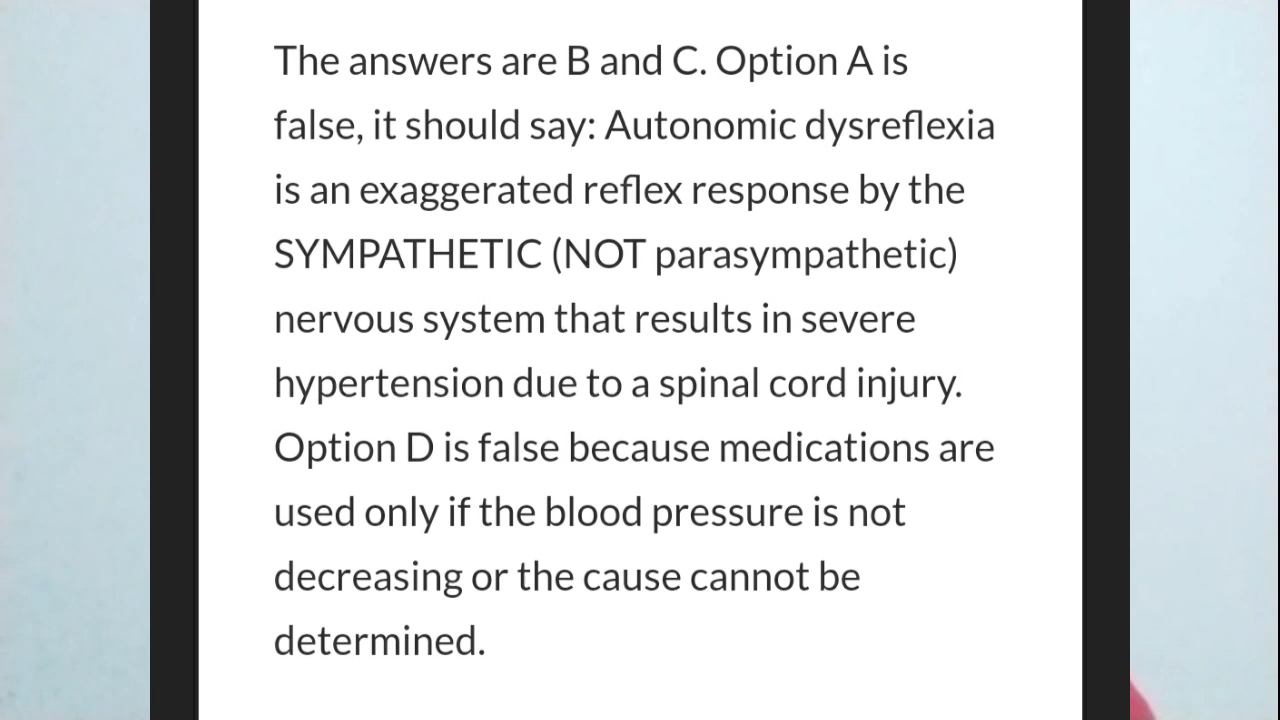 The answers are B and C. Option A is
false, it should say: Autonomic dysreflexia
is an exaggerated reflex response by the
SYMPATHETIC (NOT parasympathetic)
nervous system that results in severe
hypertension due to a spinal cord injury.
Option D is false because medications are
used only if the blood pressure is not
decreasing or the cause cannot be
determined.